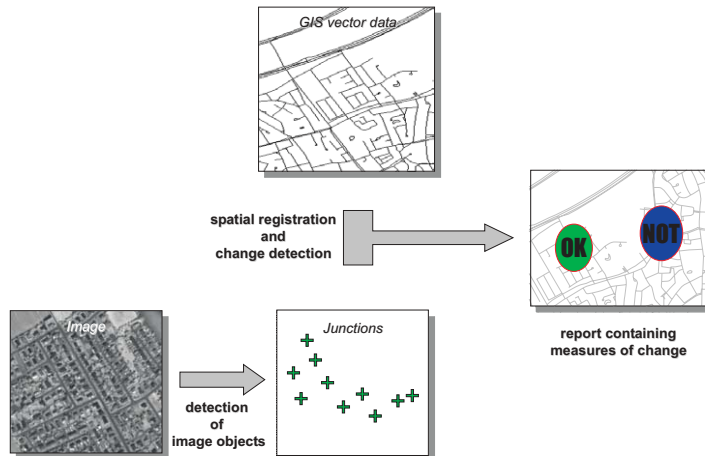 GIS vector data
spatial registration
and
change detection
OK
NOT
report containing
measures of change
Image
Junctions
detection
of
image objects